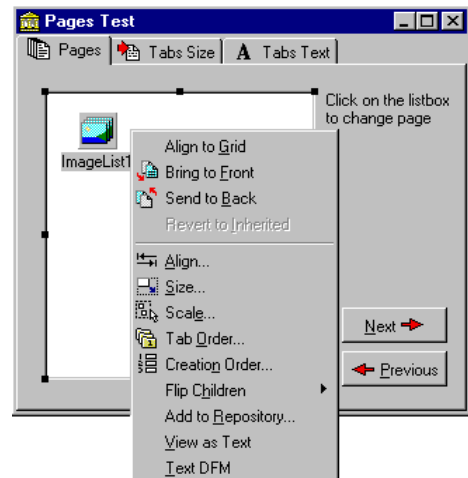 Pages Test
Pages Tabs Size A Tabs Text
Click on the listbox
to change page
ImageList1
Align to Grid
Bring to Front
Send to Back
Revert to Inherited
Align...
Size...
Scale...
Tab Order...
Creation Order...
Flip Children
Add to Repository...
View as Text
Text DFM
Next
Previous